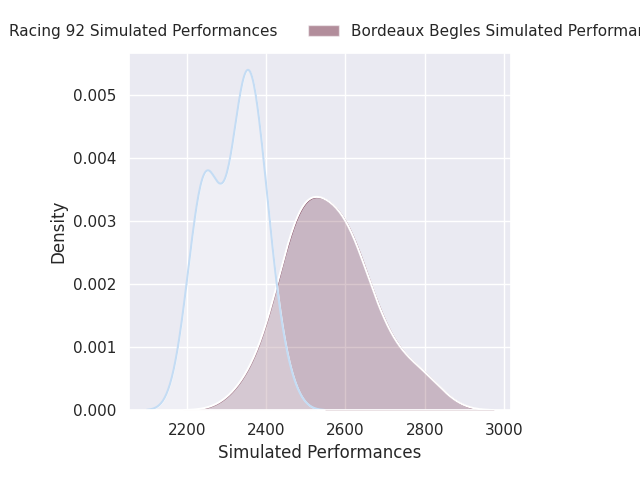 Racing 92 Simulated Performances
Bordeaux Begles Simulated Performa
0.005
0.004
0.003
0.002
0.001
0.000
Density
2200 2400 2600 2800 3000
Simulated Performances